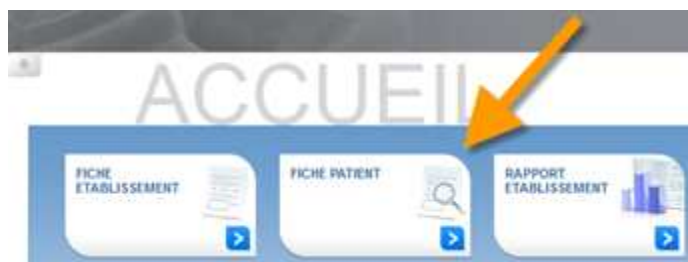 ACCUEIL
FICHE
ETABLISSEMENT
FICHE PATIENT
RAPPORT
ETABLISSEMENT